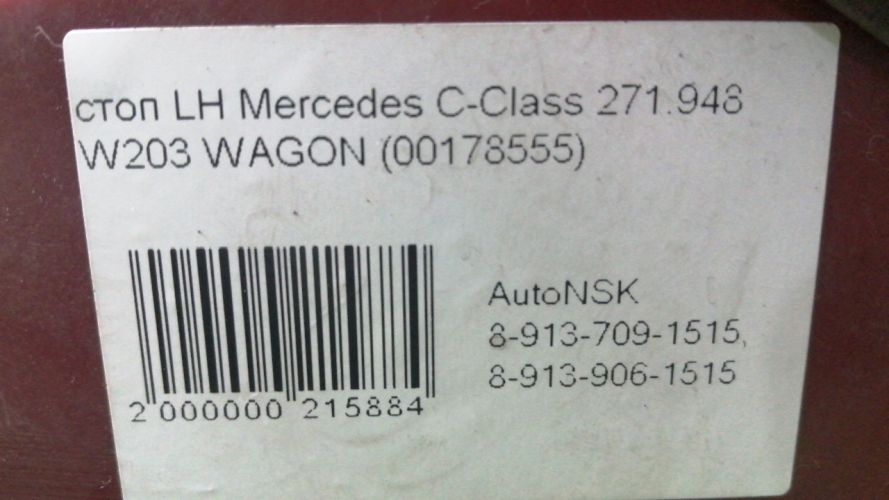 стоп LH Mercedes C-Class 271.948
W203 WAGON (00178555)
AutoNSK
8-913-709-1515,
8-913-906-1515
2 000000 215884